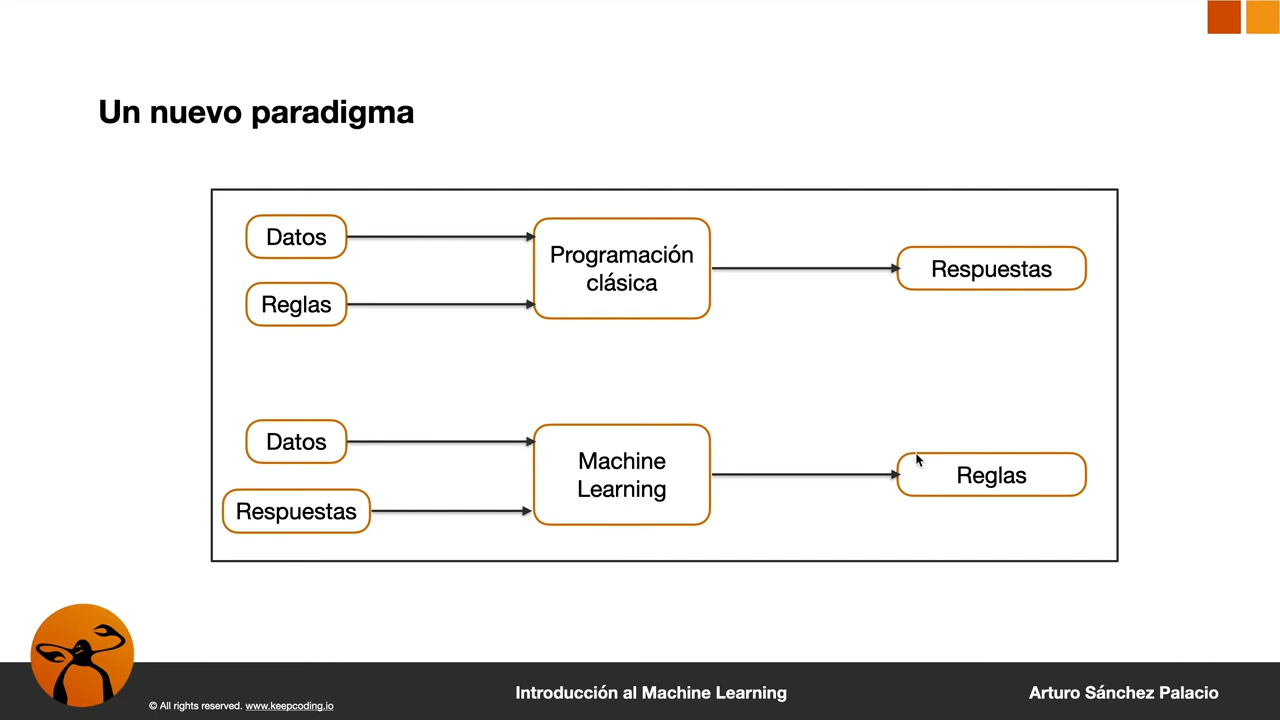 Un nuevo paradigma
Datos
Reglas
Programación
clásica
Respuestas
Datos
Respuestas
Machine
Learning
Reglas
© All rights reserved. www.keepcoding.io
Introducción al Machine Learning
Arturo Sánchez Palacio